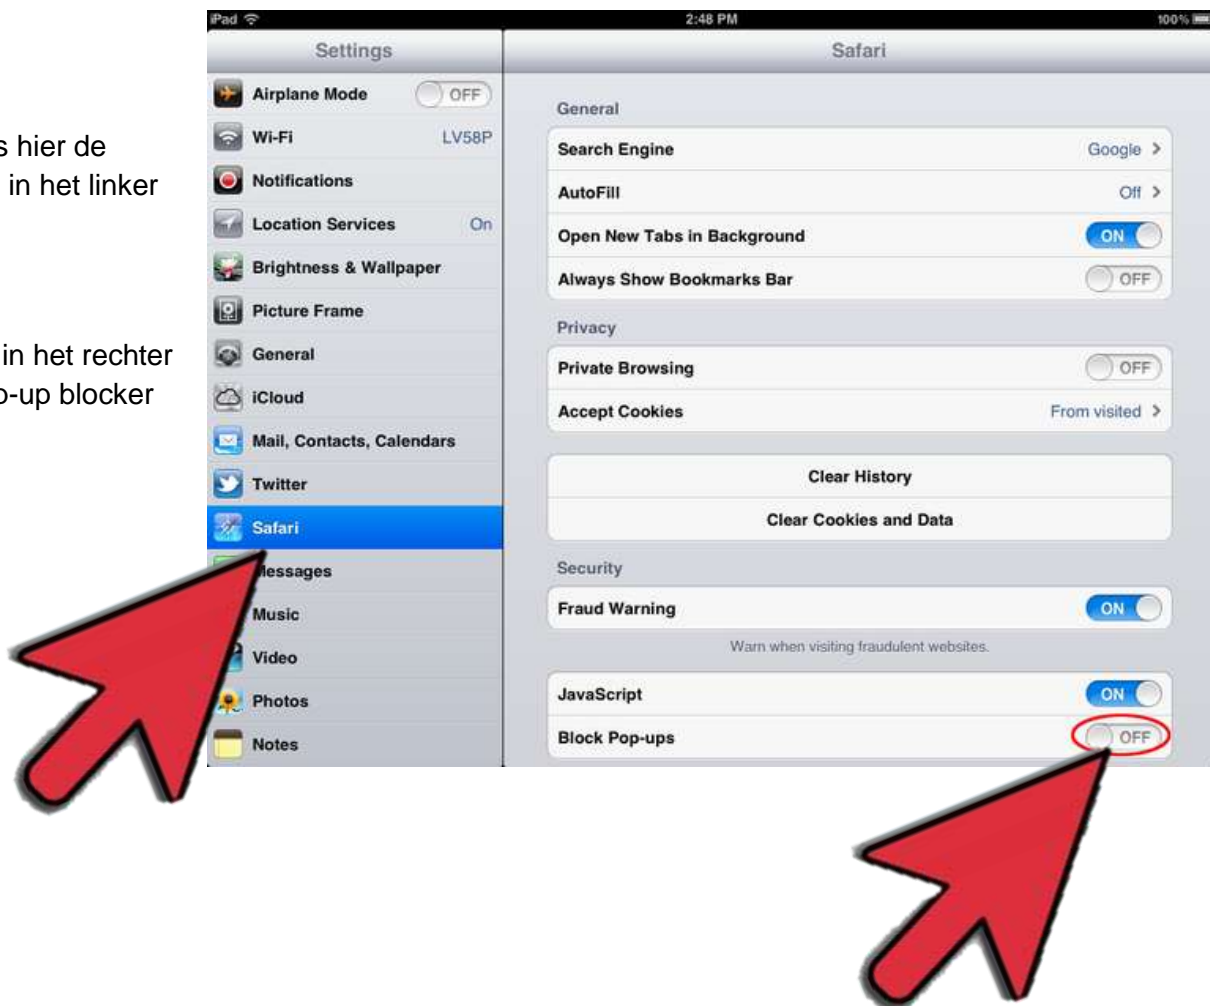 s hier de
in het linker
in het rechter
-up blocker
iPad 2:48 PM 100%
Settings
Airplane Mode OFF
Wi-Fi LV58P
Notifications
Location Services On
Brightness & Wallpaper
Picture Frame
General
iCloud
Mail, Contacts, Calendars
Twitter
Safari
Messages
Music
Video
Photos
Notes
Safari
General
Search Engine Google >
AutoFill Off >
Open New Tabs in Background ON
Always Show Bookmarks Bar OFF
Privacy
Private Browsing OFF
Accept Cookies From visited >
Clear History
Clear Cookies and Data
Security
Fraud Warning ON
Warn when visiting fraudulent websites.
JavaScript ON
Block Pop-ups OFF